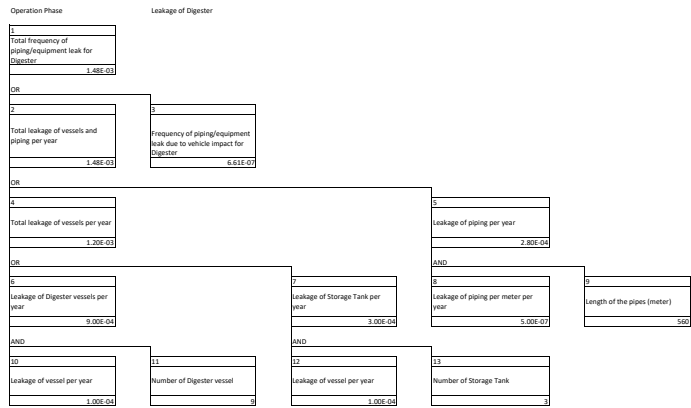 Operation Phase Leakage of Digester
1
Total frequency of
piping/equipment leak for
Digester
1.48E-03
OR
2
Total leakage of vessels and
piping per year
1.48E-03
3
Frequency of piping/equipment
leak due to vehicle impact for
Digester
6.61E-07
OR
4
Total leakage of vessels per year
1.20E-03
5
Leakage of piping per year
2.80E-04
OR
6
Leakage of Digester vessels per
year
9.00E-04
7
Leakage of Storage Tank per
year
3.00E-04
AND
8
Leakage of piping per meter per
year
5.00E-07
9
Length of the pipes (meter)
560
AND
10
Leakage of vessel per year
1.00E-04
11
Number of Digester vessel
9
AND
12
Leakage of vessel per year
1.00E-04
13
Number of Storage Tank
3